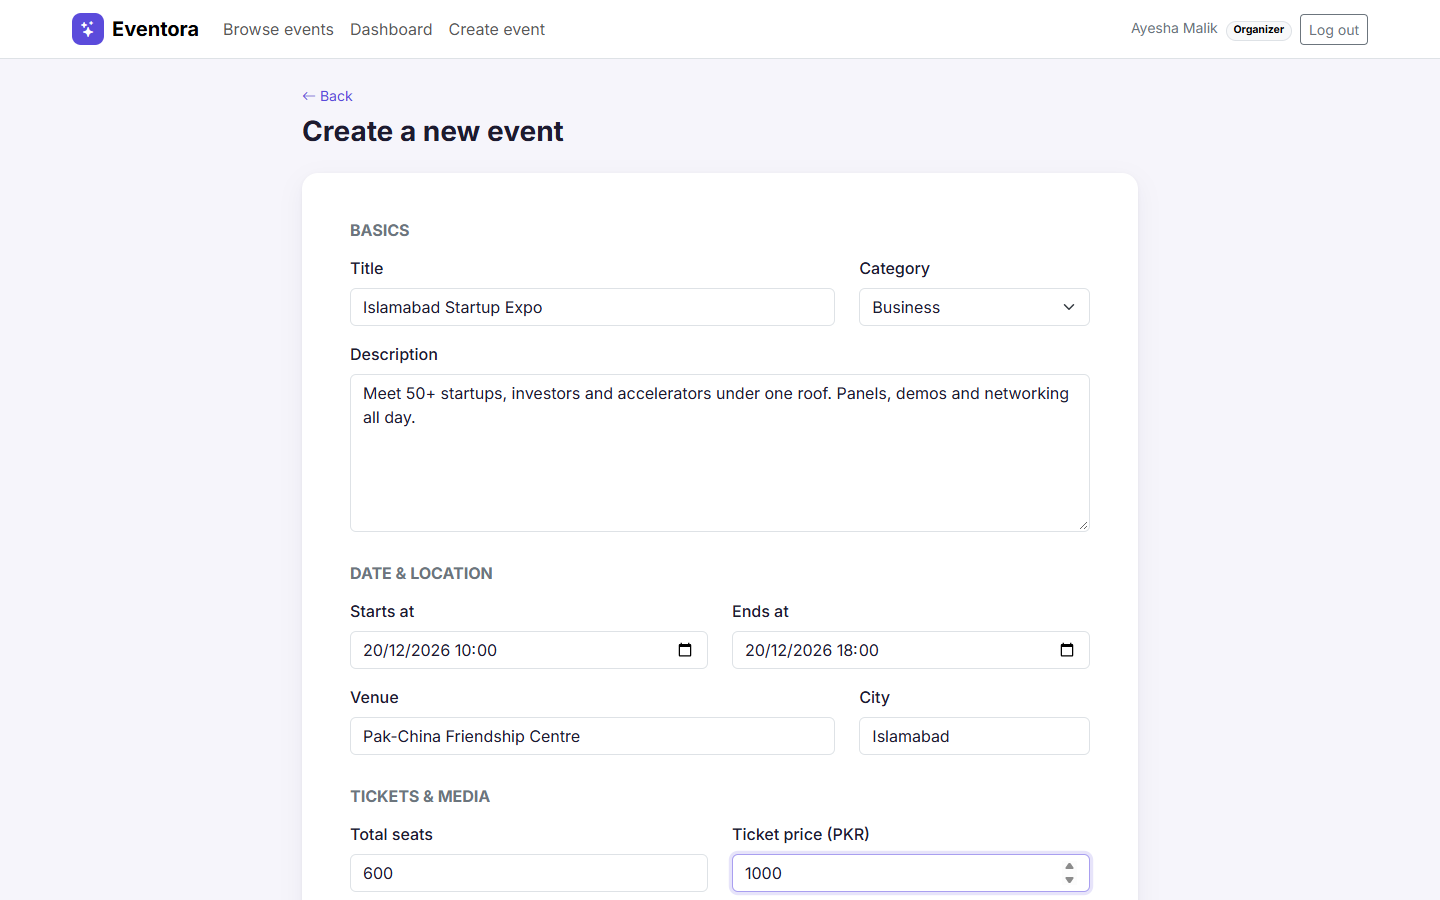 Eventora
Browse events
Dashboard
Create event
Ayesha Malik
Organizer
Log out
← Back
Create a new event
BASICS
Title
Category
Islamabad Startup Expo
Business
Description
Meet 50+ startups, investors and accelerators under one roof. Panels, demos and networking
all day.
DATE & LOCATION
Starts at
Ends at
20/12/2026 10:00
20/12/2026 18:00
Venue
City
Pak-China Friendship Centre
Islamabad
TICKETS & MEDIA
Total seats
Ticket price (PKR)
600
1000